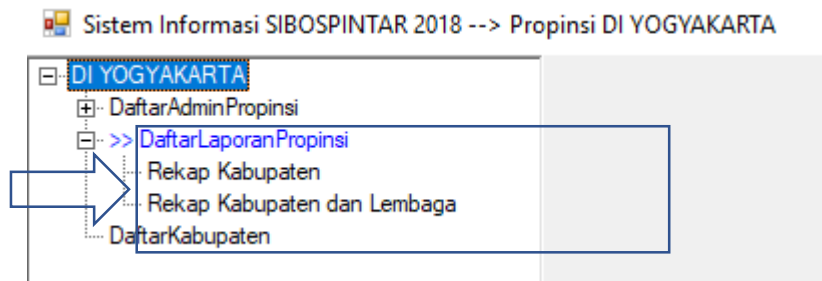 Sistem Informasi SIBOSPINTAR 2018 --> Propinsi DI YOGYAKARTA
DI YOGYAKARTA
DaftarAdminPropinsi
>> DaftarLaporanPropinsi
Rekap Kabupaten
Rekap Kabupaten dan Lembaga
DaftarKabupaten